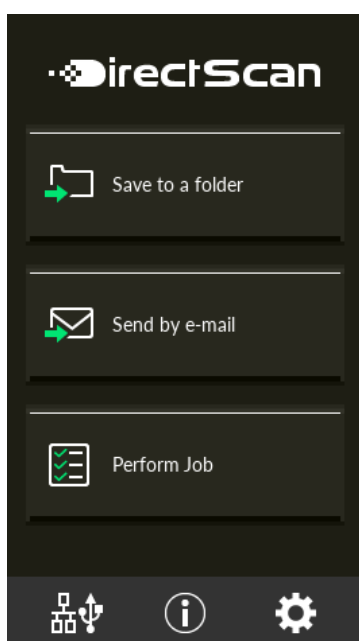 DirectScan
Save to a folder
Send by e-mail
Perform Job